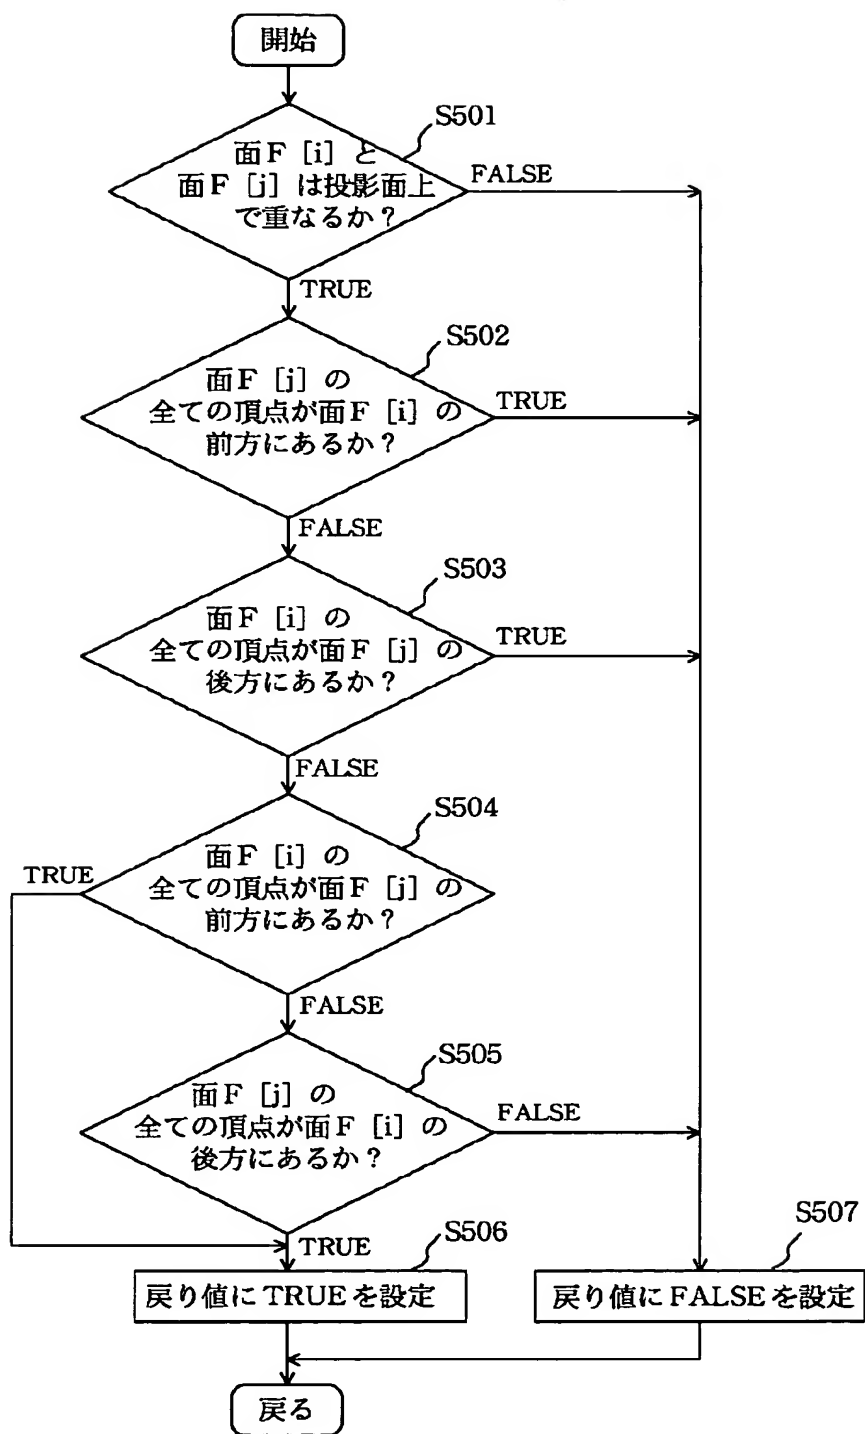 開始
S501
面F [i] と
面F [j] は投影面上
で重なるか?
FALSE
TRUE
S502
面F [j] の
全ての頂点が面F [i] の
前方にあるか?
TRUE
FALSE
S503
面F [i] の
全ての頂点が面F [j] の
後方にあるか?
TRUE
FALSE
S504
面F [i] の
全ての頂点が面F [j] の
前方にあるか?
TRUE
FALSE
S505
面F [j] の
全ての頂点が面F [i] の
後方にあるか?
FALSE
TRUE
S506
戻り値にTRUEを設定
S507
戻り値にFALSEを設定
戻る